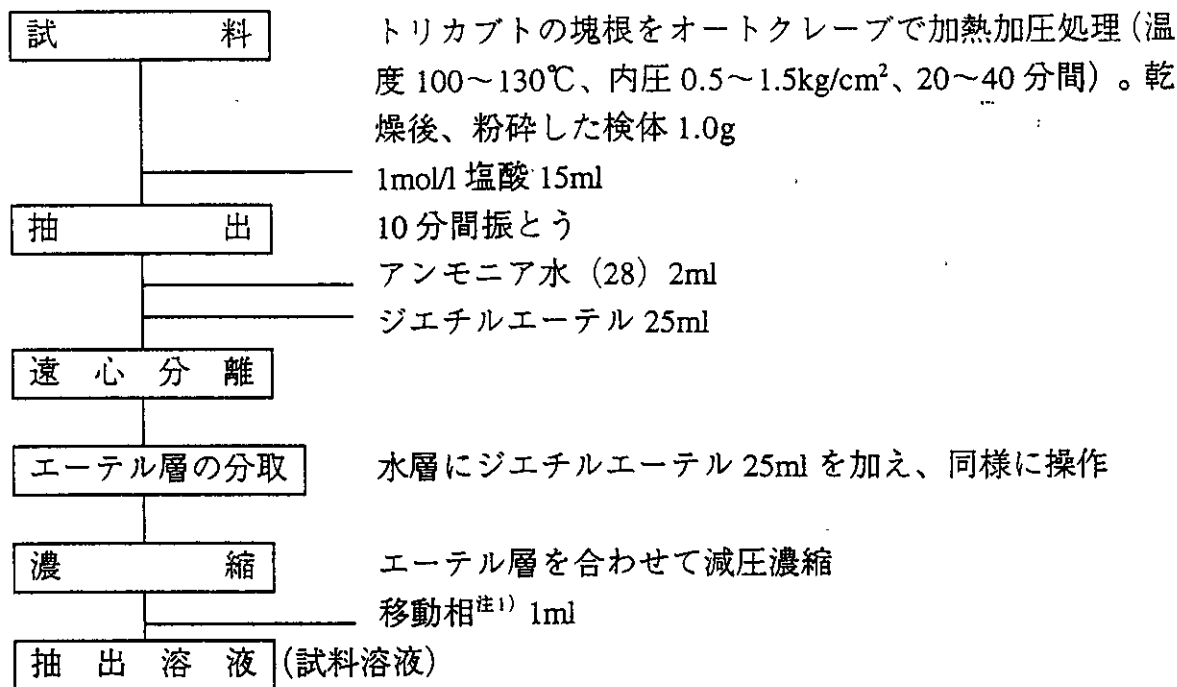 試料 トリカブトの塊根をオートクレーブで加熱加圧処理(温
度 100～130℃、内圧 0.5～1.5kg/cm²、20～40 分間)。乾
燥後、粉砕した検体 1.0g
1mol/l 塩酸 15ml
抽出 10 分間振とう
アンモニア水 (28) 2ml
ジエチルエーテル 25ml
遠心分離
エーテル層の分取 水層にジエチルエーテル 25ml を加え、同様に操作
濃縮 エーテル層を合わせて減圧濃縮
移動相注1) 1ml
抽出溶液 (試料溶液)